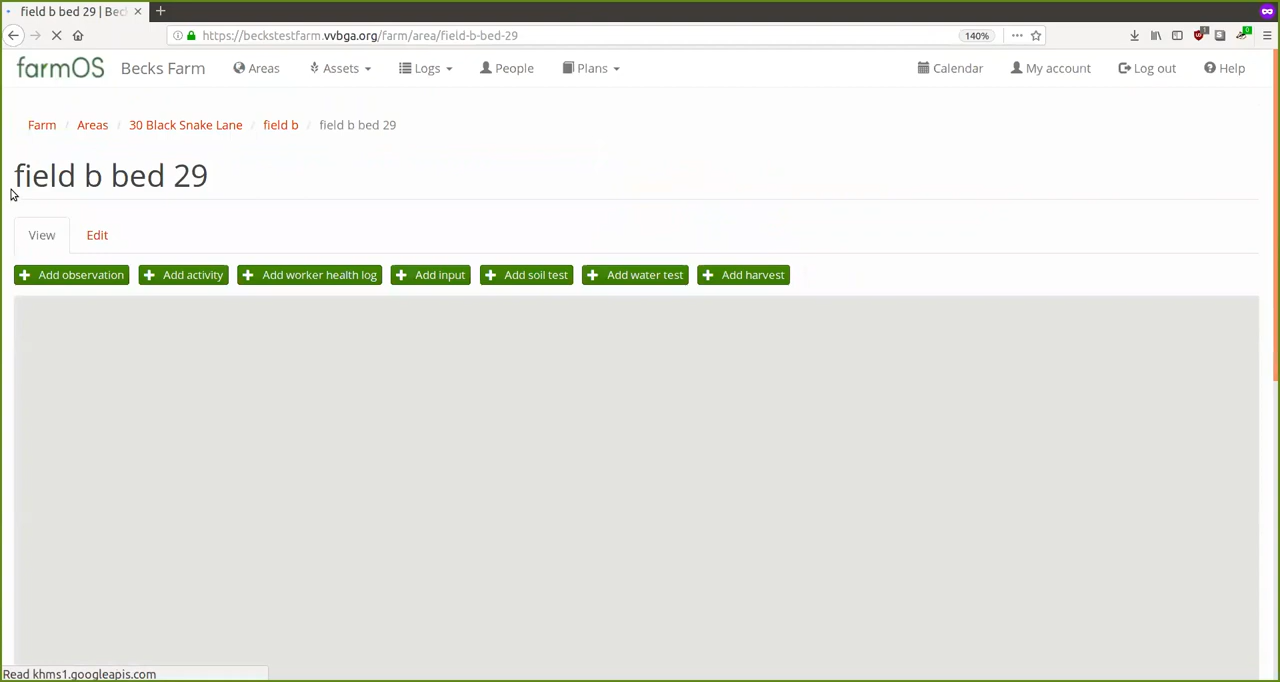 field b bed 29 | Bec
https://beckstestfarm.vvbga.org/farm/area/field-b-bed-29
140%
farmOS Becks Farm Areas Assets Logs People Plans Calendar My account Log out Help
Farm / Areas / 30 Black Snake Lane / field b / field b bed 29
field b bed 29
View Edit
Add observation Add activity Add worker health log Add input Add soil test Add water test Add harvest
Read khms1.googleapis.com